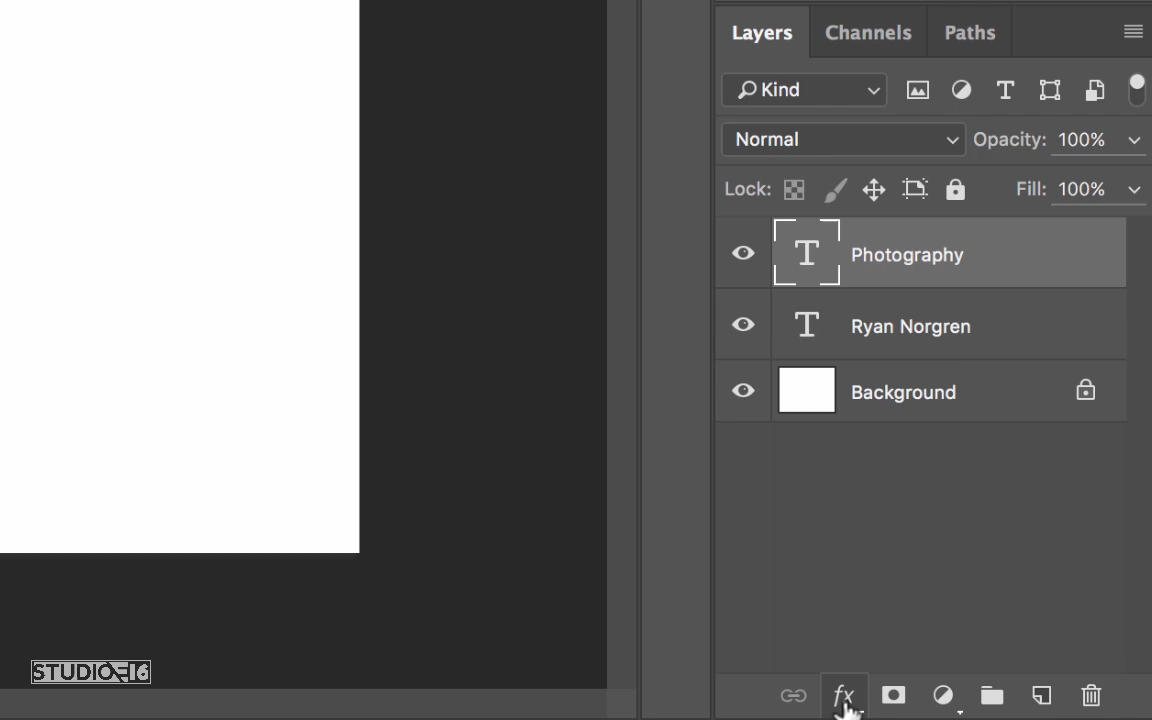 Layers Channels Paths
Kind T
Normal Opacity: 100%
Lock: Fill: 100%
T Photography
T Ryan Norgren
Background
STUDIO 16
fx